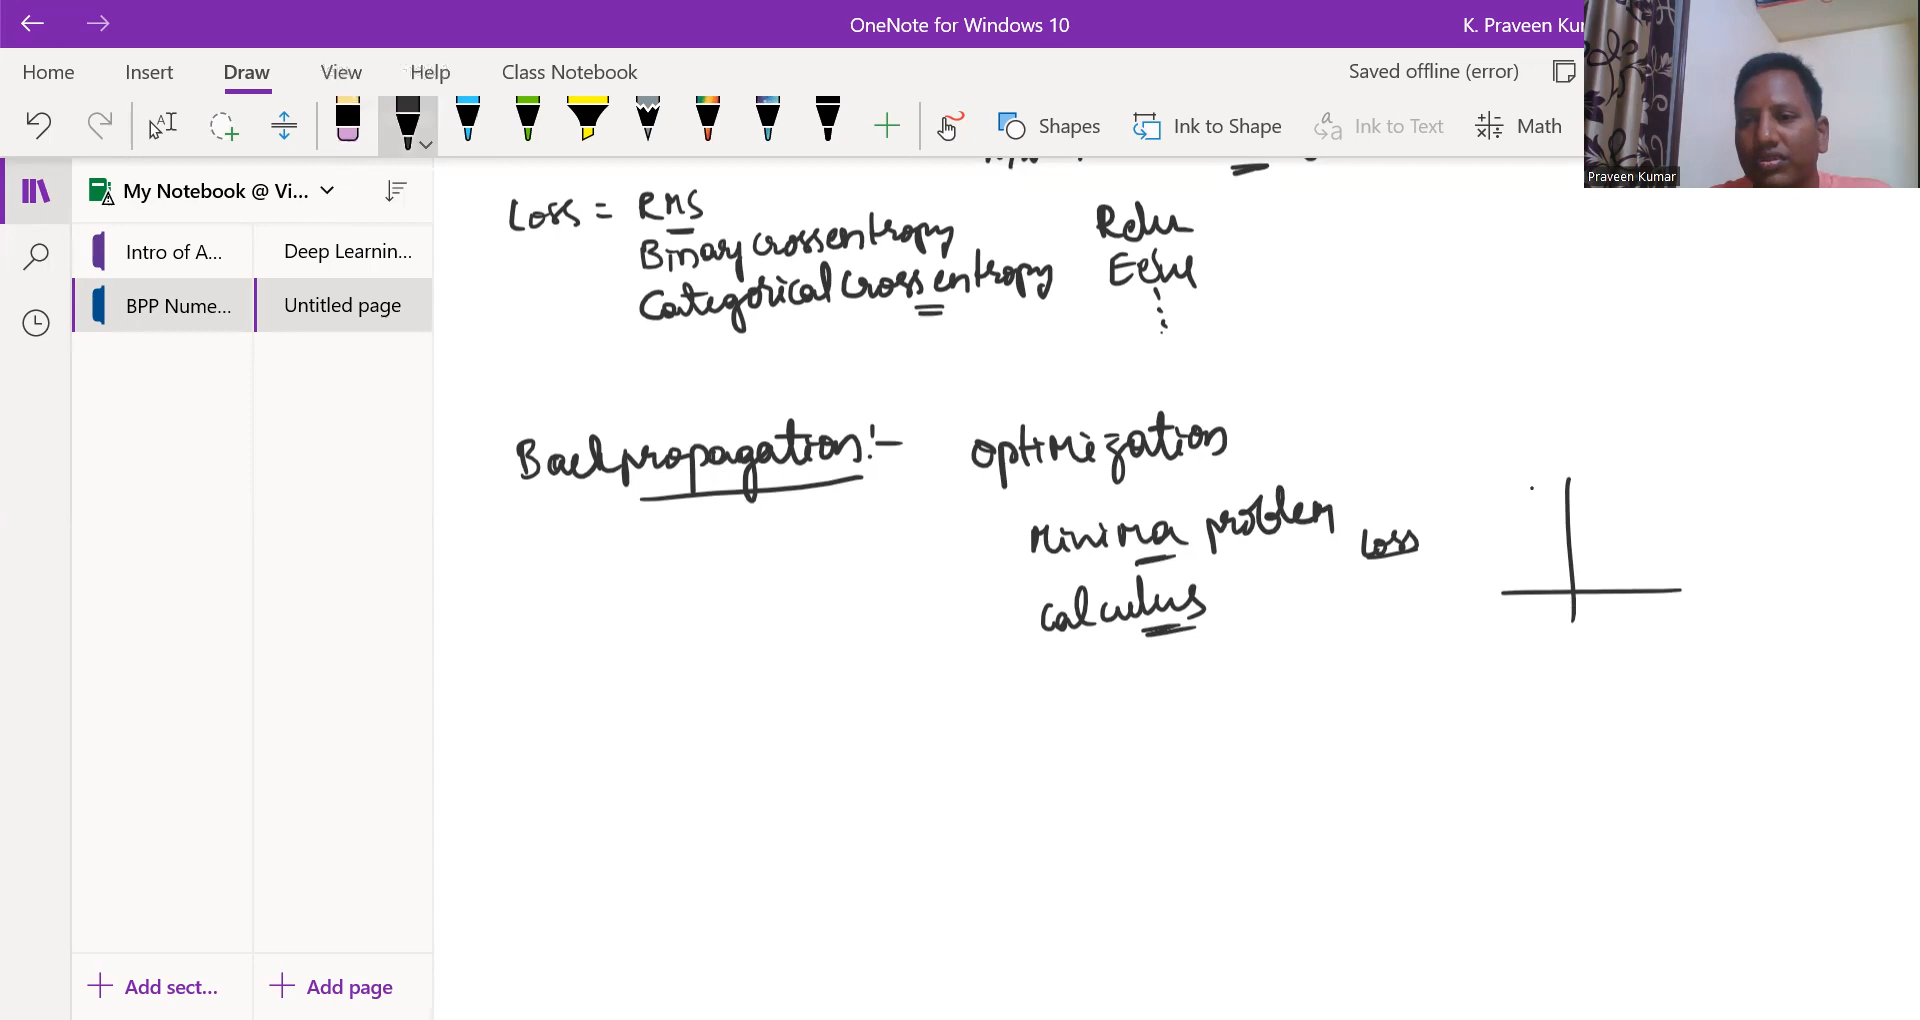 OneNote for Windows 10
K. Praveen Kur
Home Insert Draw View Help Class Notebook
Saved offline (error)
Shapes Ink to Shape Ink to Text Math
Praveen Kumar
My Notebook @ Vi...
Intro of A...
Deep Learnin...
BPP Nume...
Untitled page
Loss = RMS
Binary crossentropy
Categorical cross entropy
Relu
Backpropagation:-
optimization
Minima problem
Loss
calculus
Add sect...
Add page